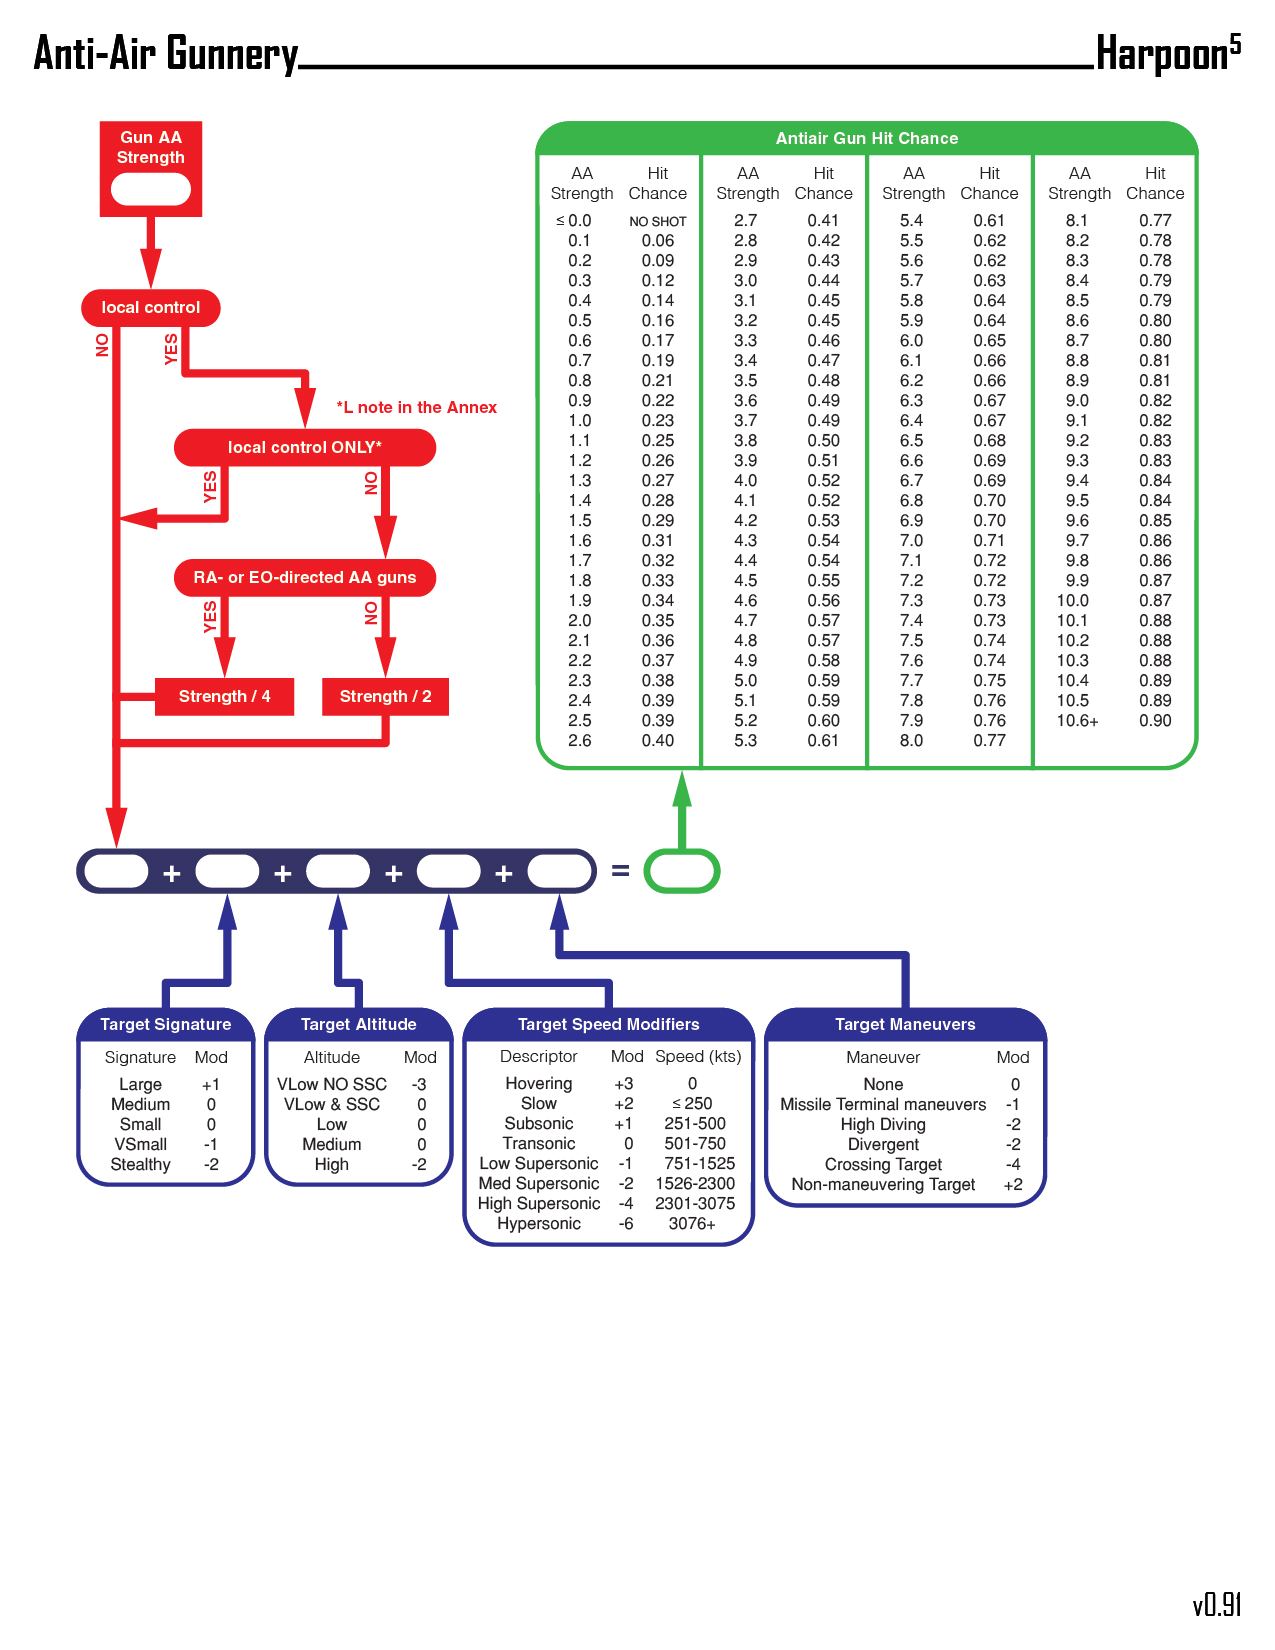 Anti-Air Gunnery Harpoon5
Gun AA
Strength
local control
NO
YES
*L note in the Annex
local control ONLY*
YES
NO
RA- or EO-directed AA guns
YES
NO
Strength / 4
Strength / 2
Antiair Gun Hit Chance
AA Hit AA Hit AA Hit AA Hit
Strength Chance Strength Chance Strength Chance Strength Chance
≤ 0.0 NO SHOT 2.7 0.41 5.4 0.61 8.1 0.77
0.1 0.06 2.8 0.42 5.5 0.62 8.2 0.78
0.2 0.09 2.9 0.43 5.6 0.62 8.3 0.78
0.3 0.12 3.0 0.44 5.7 0.63 8.4 0.79
0.4 0.14 3.1 0.45 5.8 0.64 8.5 0.79
0.5 0.16 3.2 0.45 5.9 0.64 8.6 0.80
0.6 0.17 3.3 0.46 6.0 0.65 8.7 0.80
0.7 0.19 3.4 0.47 6.1 0.66 8.8 0.81
0.8 0.21 3.5 0.48 6.2 0.66 8.9 0.81
0.9 0.22 3.6 0.49 6.3 0.67 9.0 0.82
1.0 0.23 3.7 0.49 6.4 0.67 9.1 0.82
1.1 0.25 3.8 0.50 6.5 0.68 9.2 0.83
1.2 0.26 3.9 0.51 6.6 0.69 9.3 0.83
1.3 0.27 4.0 0.52 6.7 0.69 9.4 0.84
1.4 0.28 4.1 0.52 6.8 0.70 9.5 0.84
1.5 0.29 4.2 0.53 6.9 0.70 9.6 0.85
1.6 0.31 4.3 0.54 7.0 0.71 9.7 0.86
1.7 0.32 4.4 0.54 7.1 0.72 9.8 0.86
1.8 0.33 4.5 0.55 7.2 0.72 9.9 0.87
1.9 0.34 4.6 0.56 7.3 0.73 10.0 0.87
2.0 0.35 4.7 0.57 7.4 0.73 10.1 0.88
2.1 0.36 4.8 0.57 7.5 0.74 10.2 0.88
2.2 0.37 4.9 0.58 7.6 0.74 10.3 0.88
2.3 0.38 5.0 0.59 7.7 0.75 10.4 0.89
2.4 0.39 5.1 0.59 7.8 0.76 10.5 0.89
2.5 0.39 5.2 0.60 7.9 0.76 10.6+ 0.90
2.6 0.40 5.3 0.61 8.0 0.77
+ + + + =
Target Signature
Signature Mod
Large +1
Medium 0
Small 0
VSmall -1
Stealthy -2
Target Altitude
Altitude Mod
VLow NO SSC -3
VLow & SSC 0
Low 0
Medium 0
High -2
Target Speed Modifiers
Descriptor Mod Speed (kts)
Hovering +3 0
Slow +2 ≤ 250
Subsonic +1 251-500
Transonic 0 501-750
Low Supersonic -1 751-1525
Med Supersonic -2 1526-2300
High Supersonic -4 2301-3075
Hypersonic -6 3076+
Target Maneuvers
Maneuver Mod
None 0
Missile Terminal maneuvers -1
High Diving -2
Divergent -2
Crossing Target -4
Non-maneuvering Target +2
v0.91